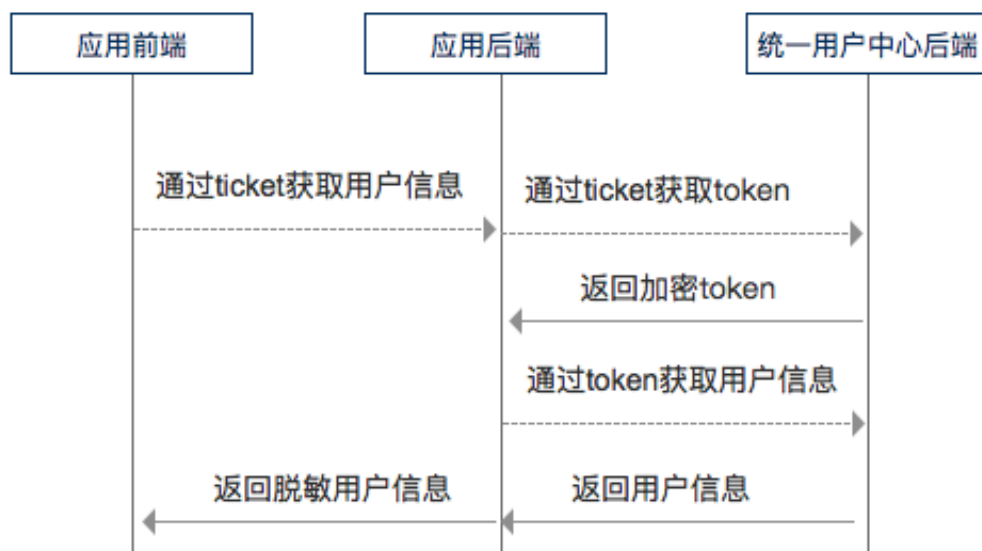 应用前端
应用后端
统一用户中心后端
通过ticket获取用户信息
通过ticket获取token
返回加密token
通过token获取用户信息
返回脱敏用户信息
返回用户信息